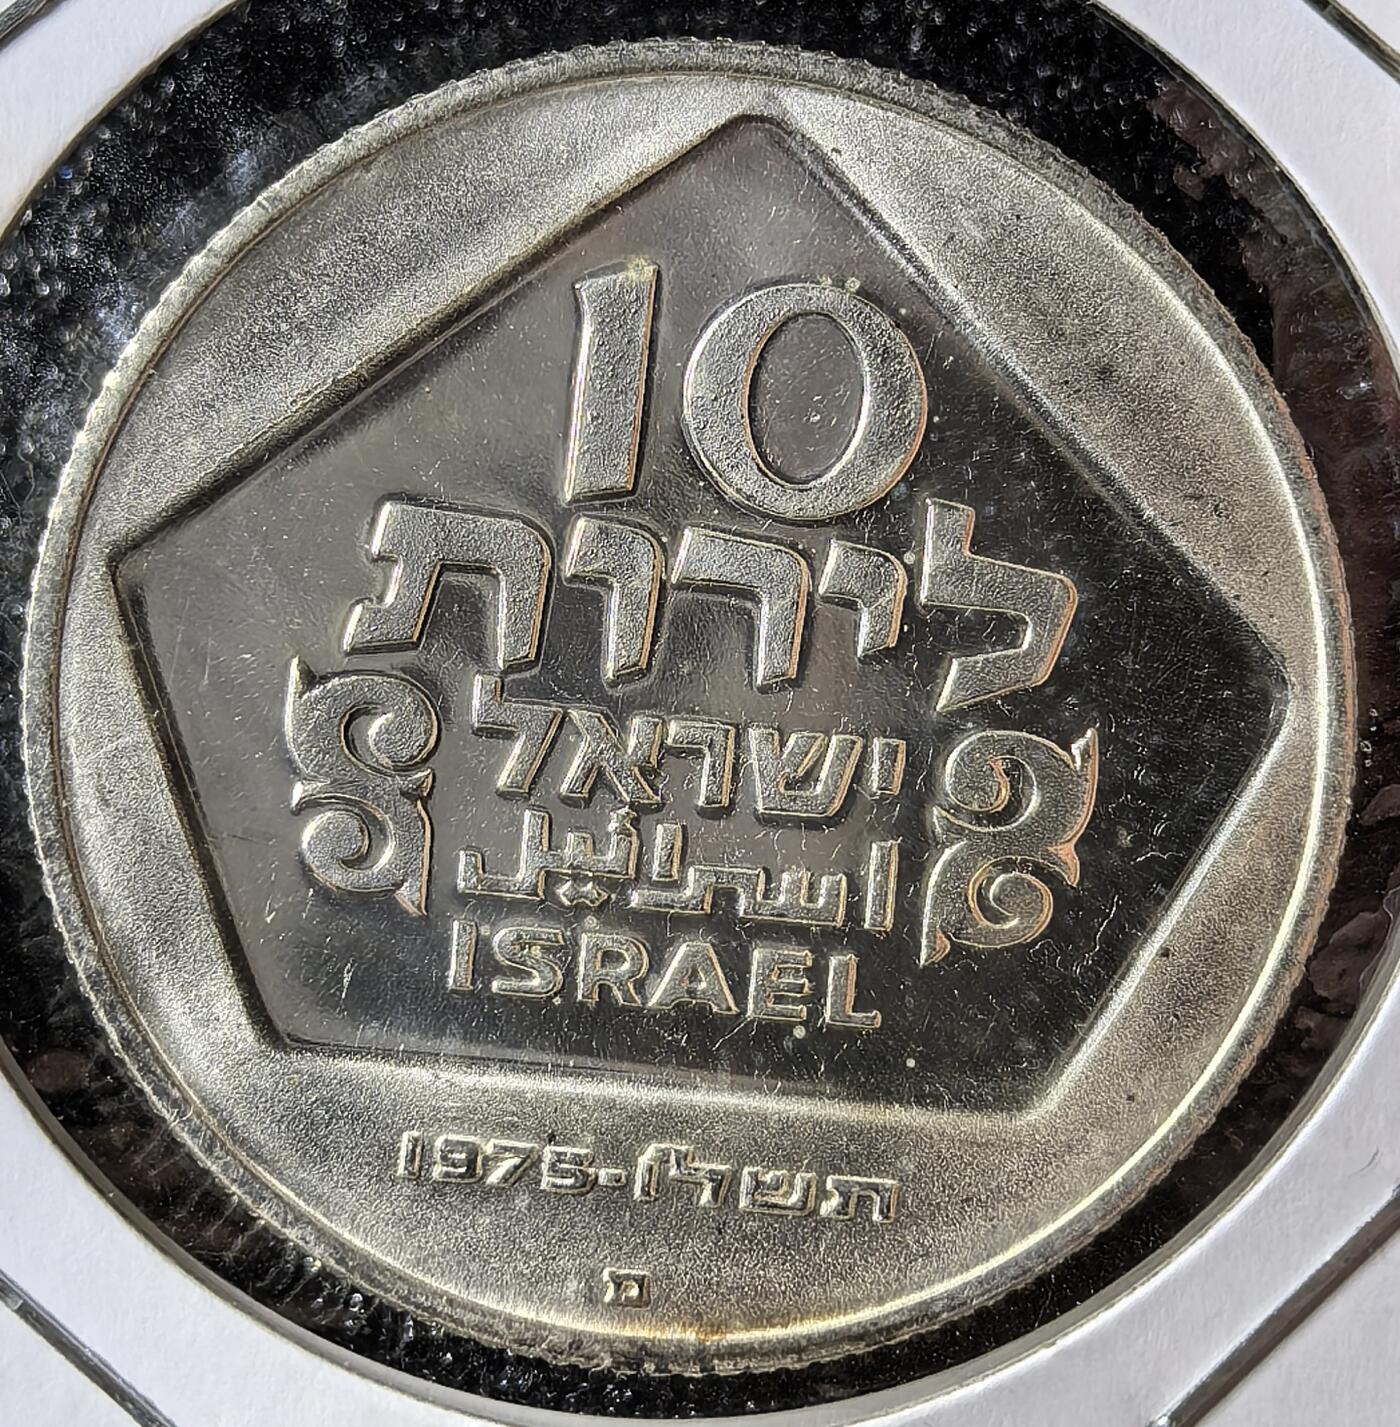 10
לירות
ישראל
اسرائيل
ISRAEL
1975-תשל"ו
מ